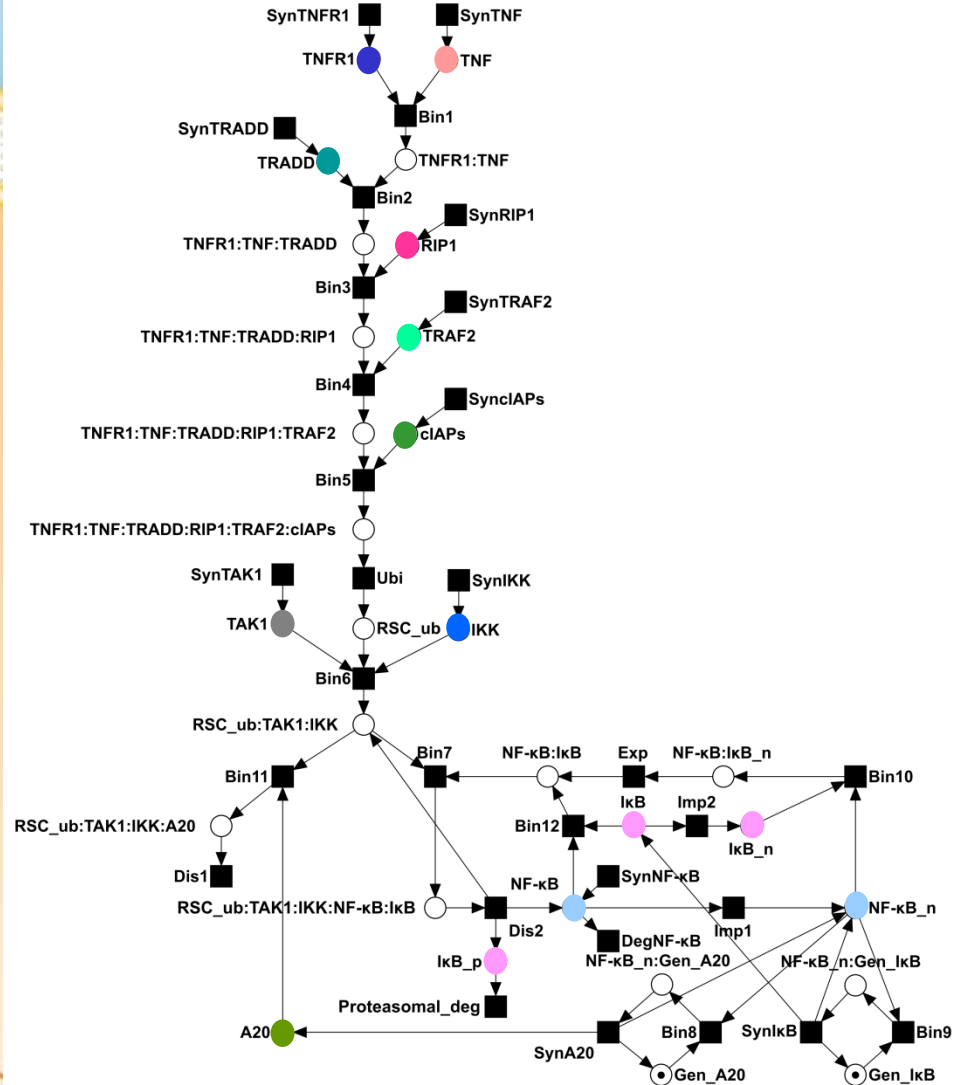 SynTNFR1
SynTNF
TNFR1
TNF
Bin1
SynTRADD
TRADD
TNFR1:TNF
Bin2
SynRIP1
TNFR1:TNF:TRADD
RIP1
Bin3
SynTRAF2
TNFR1:TNF:TRADD:RIP1
TRAF2
Bin4
SyncIAPs
TNFR1:TNF:TRADD:RIP1:TRAF2
cIAPs
Bin5
TNFR1:TNF:TRADD:RIP1:TRAF2:cIAPs
SynTAK1
Ubi
SynIKK
TAK1
RSC_ub
IKK
Bin6
RSC_ub:TAK1:IKK
Bin7
NF-κB:IκB
Exp
NF-κB:IκB_n
Bin11
Bin10
IκB
Imp2
RSC_ub:TAK1:IKK:A20
Bin12
IκB_n
Dis1
NF-κB
SynNF-κB
RSC_ub:TAK1:IKK:NF-κB:IκB
NF-κB_n
Dis2
Imp1
DegNF-κB
IκB_p
NF-κB_n:Gen_A20
NF-κB_n:Gen_IκB
Proteasomal_deg
A20
SynA20
Bin8
SynIκB
Bin9
Gen_A20
Gen_IκB